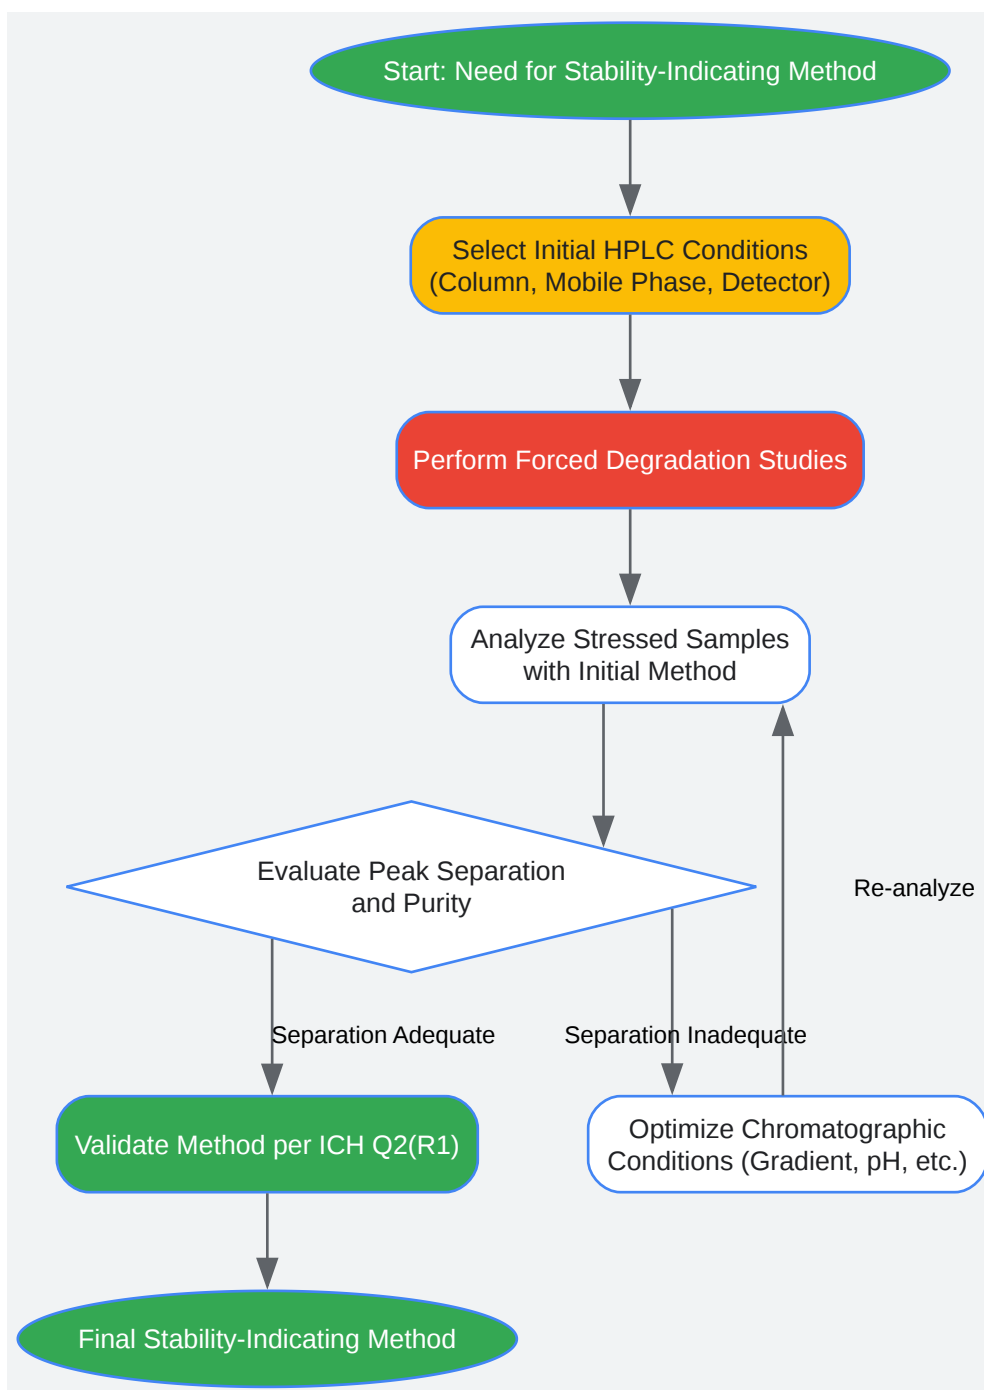 Start: Need for Stability-Indicating Method
Select Initial HPLC Conditions
(Column, Mobile Phase, Detector)
Perform Forced Degradation Studies
Analyze Stressed Samples
with Initial Method
Evaluate Peak Separation
and Purity
Re-analyze
Separation Adequate
Separation Inadequate
Validate Method per ICH Q2(R1)
Optimize Chromatographic
Conditions (Gradient, pH, etc.)
Final Stability-Indicating Method